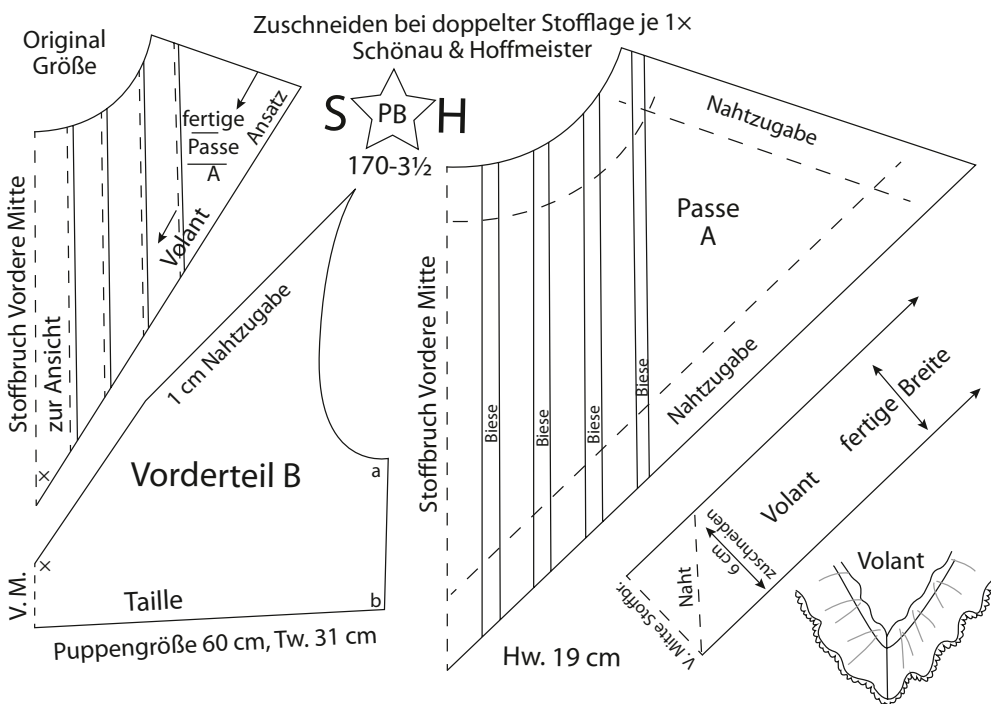 Zuschneiden bei doppelter Stofflage je 1×
Schönau & Hoffmeister
Original
Größe
S PB H
170-3½
fertige
Passe
A
Ansatz
Volant
Stoffbruch Vordere Mitte
zur Ansicht
×
1 cm Nahtzugabe
Vorderteil B
a
b
×
V. M.
Taille
Puppengröße 60 cm, Tw. 31 cm
Stoffbruch Vordere Mitte
Biese
Biese
Biese
Biese
Nahtzugabe
Passe
A
Nahtzugabe
Hw. 19 cm
fertige Breite
Volant
6 cm
zuschneiden
Naht
V. Mitte Stoffbr.
Volant